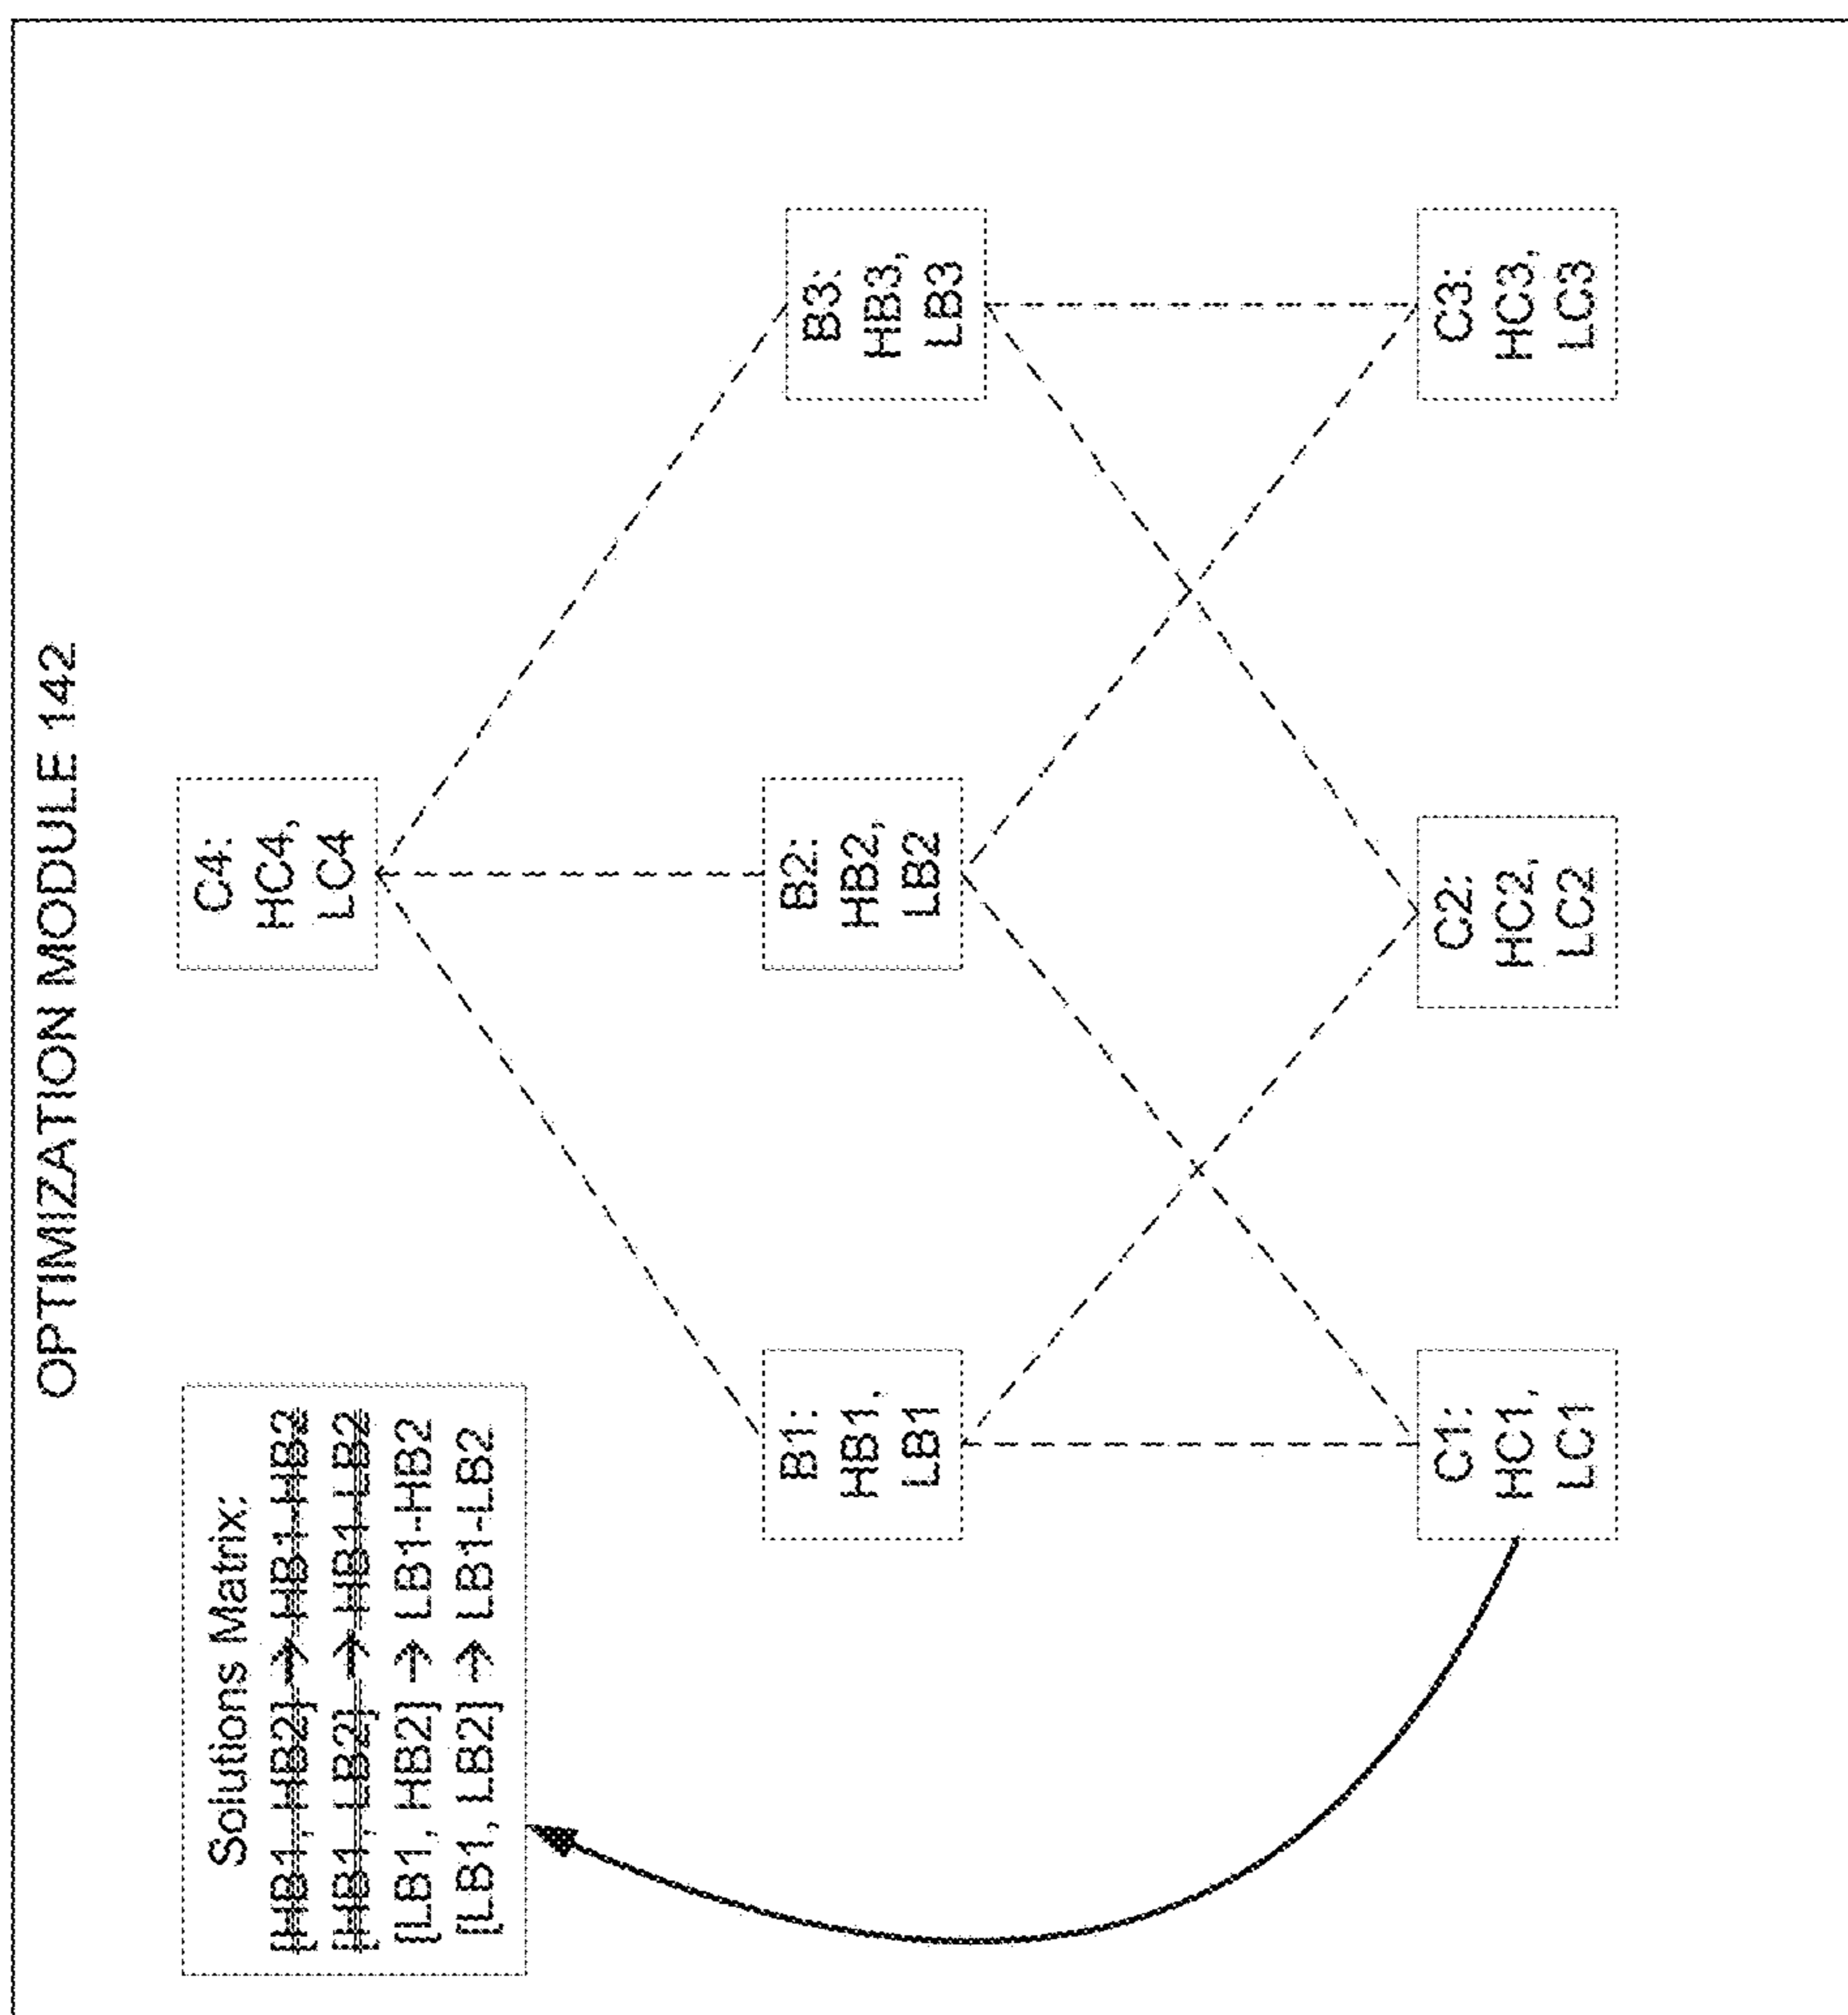 OPTIMIZATION MODULE 142
Solutions Matrix:
[HB1, HB2] → HB1-HB2
[HB1, LB2] → HB1-LB2
[LB1, HB2] → LB1-HB2
[LB1, LB2] → LB1-LB2
C4:
HC4,
LC4
B1:
HB1,
LB1
B2:
HB2,
LB2
B3:
HB3,
LB3
C1:
HC1,
LC1
C2:
HC2,
LC2
C3:
HC3,
LC3